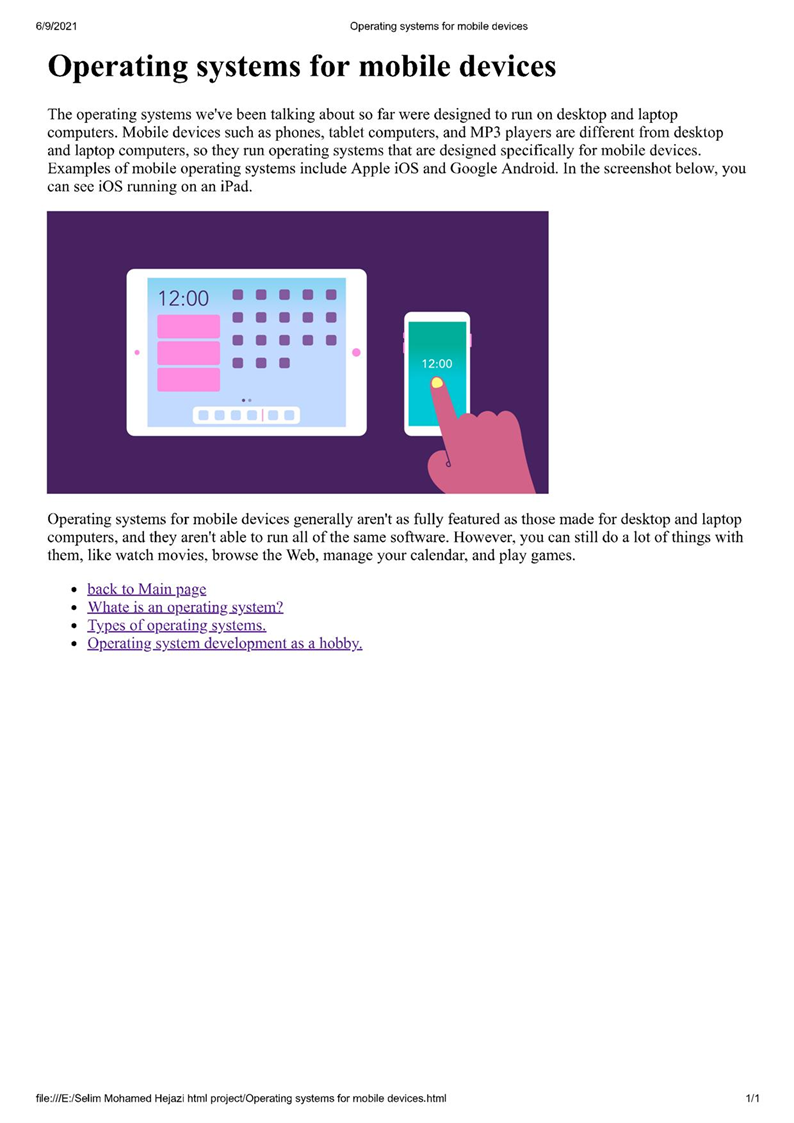 6/9/2021 Operating systems for mobile devices
Operating systems for mobile devices
The operating systems we've been talking about so far were designed to run on desktop and laptop
computers. Mobile devices such as phones, tablet computers, and MP3 players are different from desktop
and laptop computers, so they run operating systems that are designed specifically for mobile devices.
Examples of mobile operating systems include Apple iOS and Google Android. In the screenshot below, you
can see iOS running on an iPad.
12:00
12:00
Operating systems for mobile devices generally aren't as fully featured as those made for desktop and laptop
computers, and they aren't able to run all of the same software. However, you can still do a lot of things with
them, like watch movies, browse the Web, manage your calendar, and play games.
• back to Main page
• Whate is an operating system?
• Types of operating systems.
• Operating system development as a hobby.
file:///E:/Selim Mohamed Hejazi html project/Operating systems for mobile devices.html 1/1